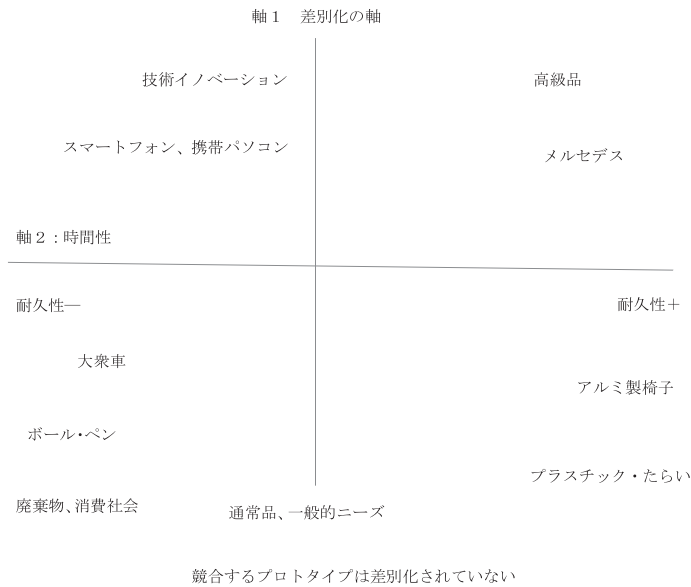 軸１　差別化の軸
技術イノベーション
高級品
スマートフォン、携帯パソコン
メルセデス
軸２：時間性
耐久性―
耐久性＋
大衆車
アルミ製椅子
ボール・ペン
プラスチック・たらい
廃棄物、消費社会
通常品、一般的ニーズ
競合するプロトタイプは差別化されていない